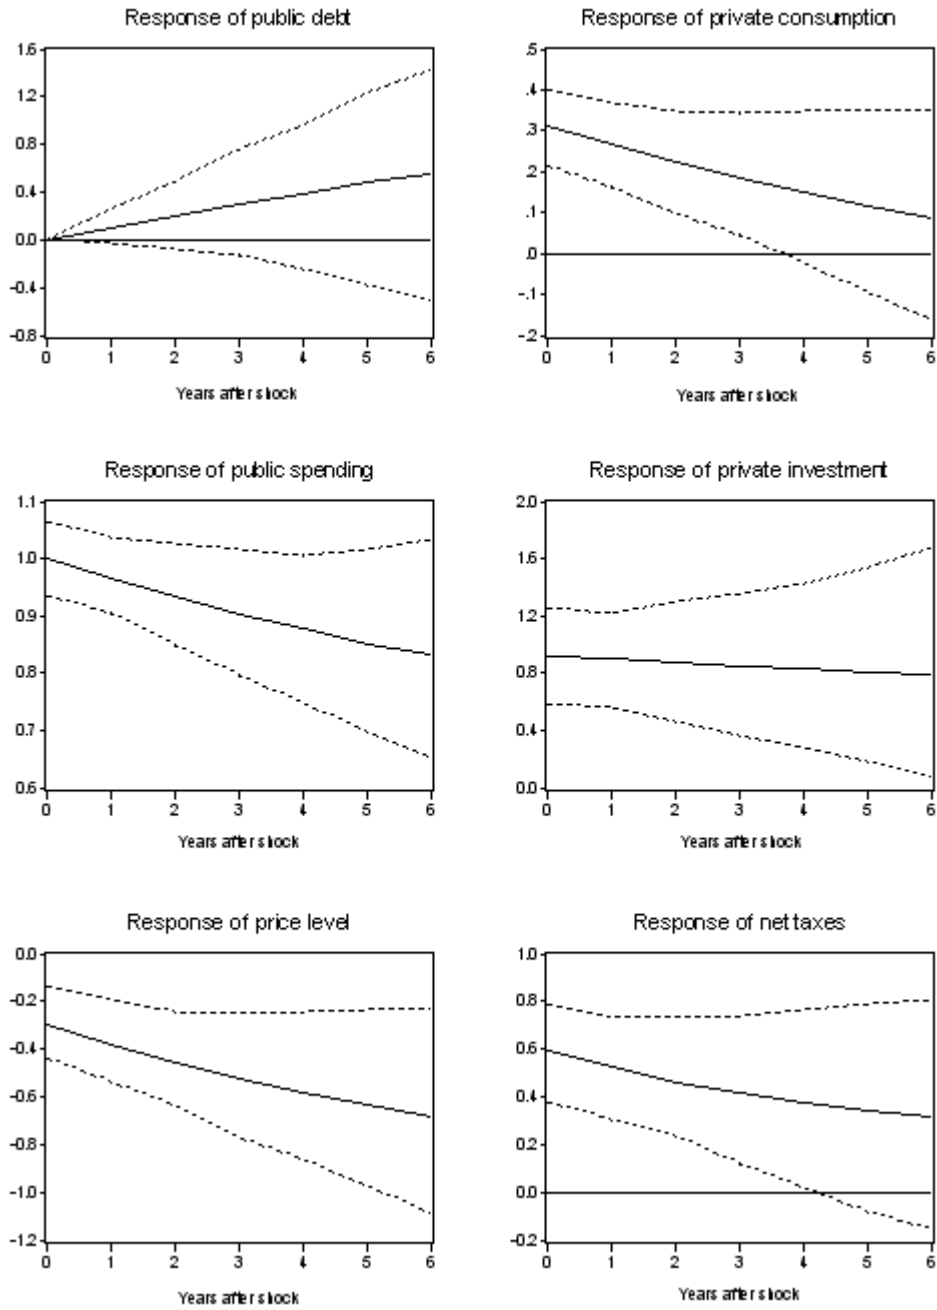 Response of public debt
1.6
1.2
0.8
0.4
0.0
-0.4
-0.8
0 1 2 3 4 5 6
Years after shock
Response of private consumption
.5
.4
.3
.2
.1
.0
-.1
-.2
0 1 2 3 4 5 6
Years after shock
Response of public spending
1.1
1.0
0.9
0.8
0.7
0.6
0 1 2 3 4 5 6
Years after shock
Response of private investment
2.0
1.6
1.2
0.8
0.4
0.0
0 1 2 3 4 5 6
Years after shock
Response of price level
0.0
-0.2
-0.4
-0.6
-0.8
-1.0
-1.2
0 1 2 3 4 5 6
Years after shock
Response of net taxes
1.0
0.8
0.6
0.4
0.2
0.0
-0.2
0 1 2 3 4 5 6
Years after shock